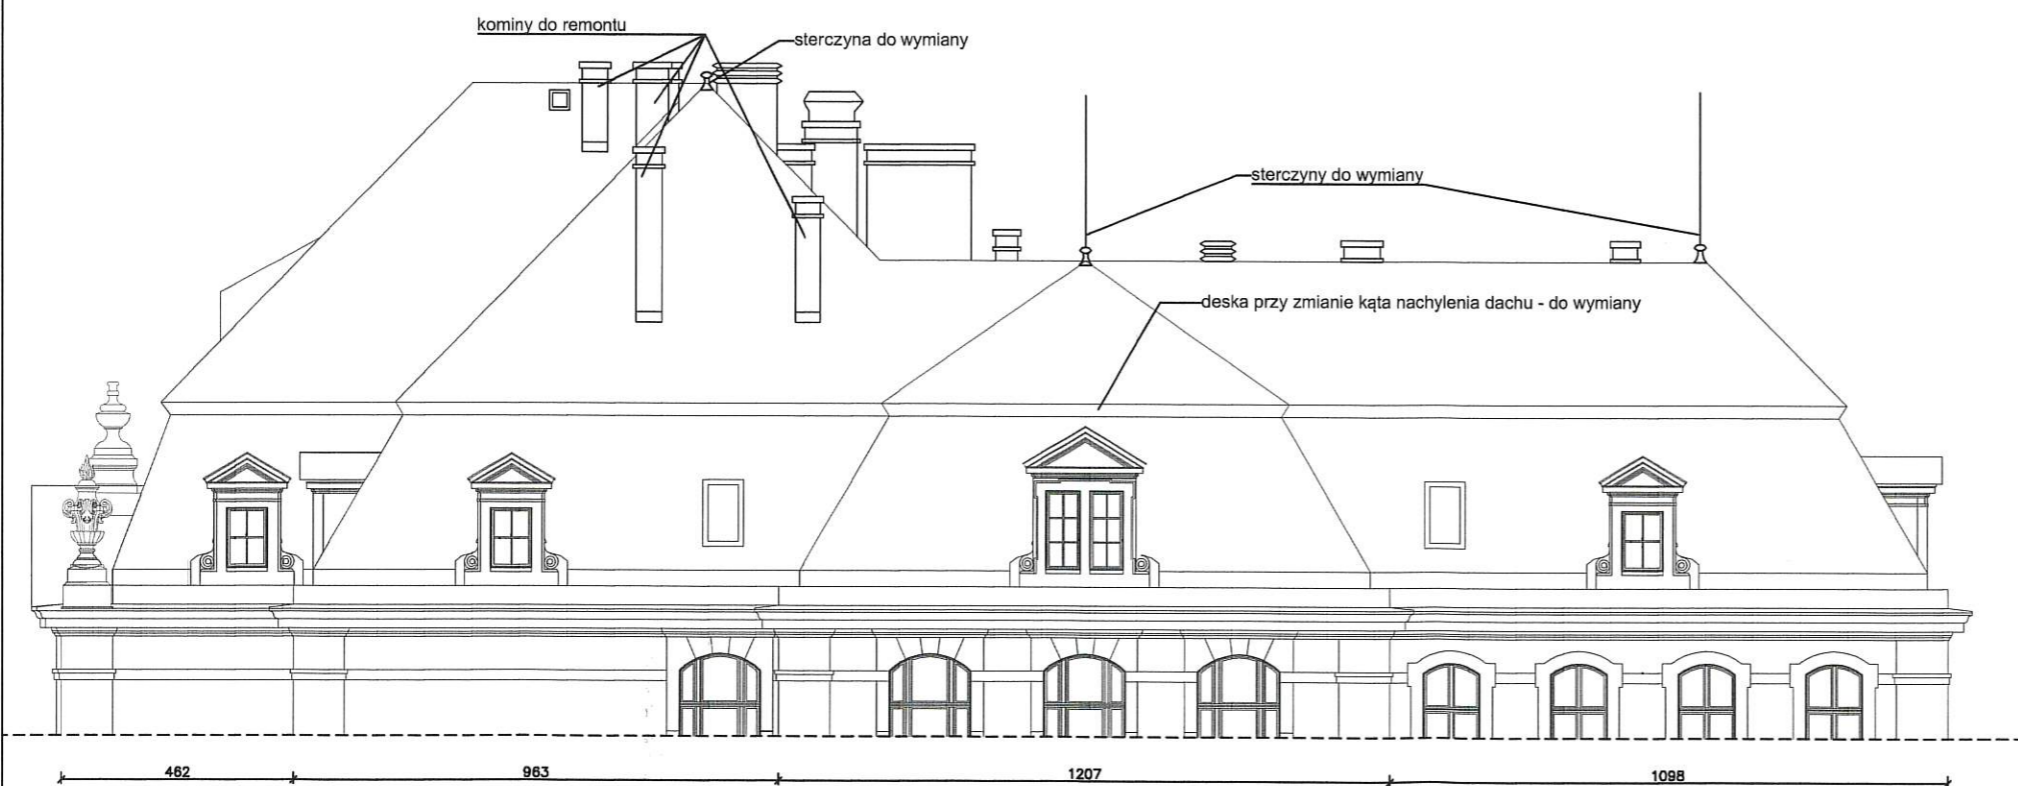 kominy do remontu
sterczyna do wymiany
sterczyny do wymiany
deska przy zmianie kąta nachylenia dachu - do wymiany
462
963
1207
1098